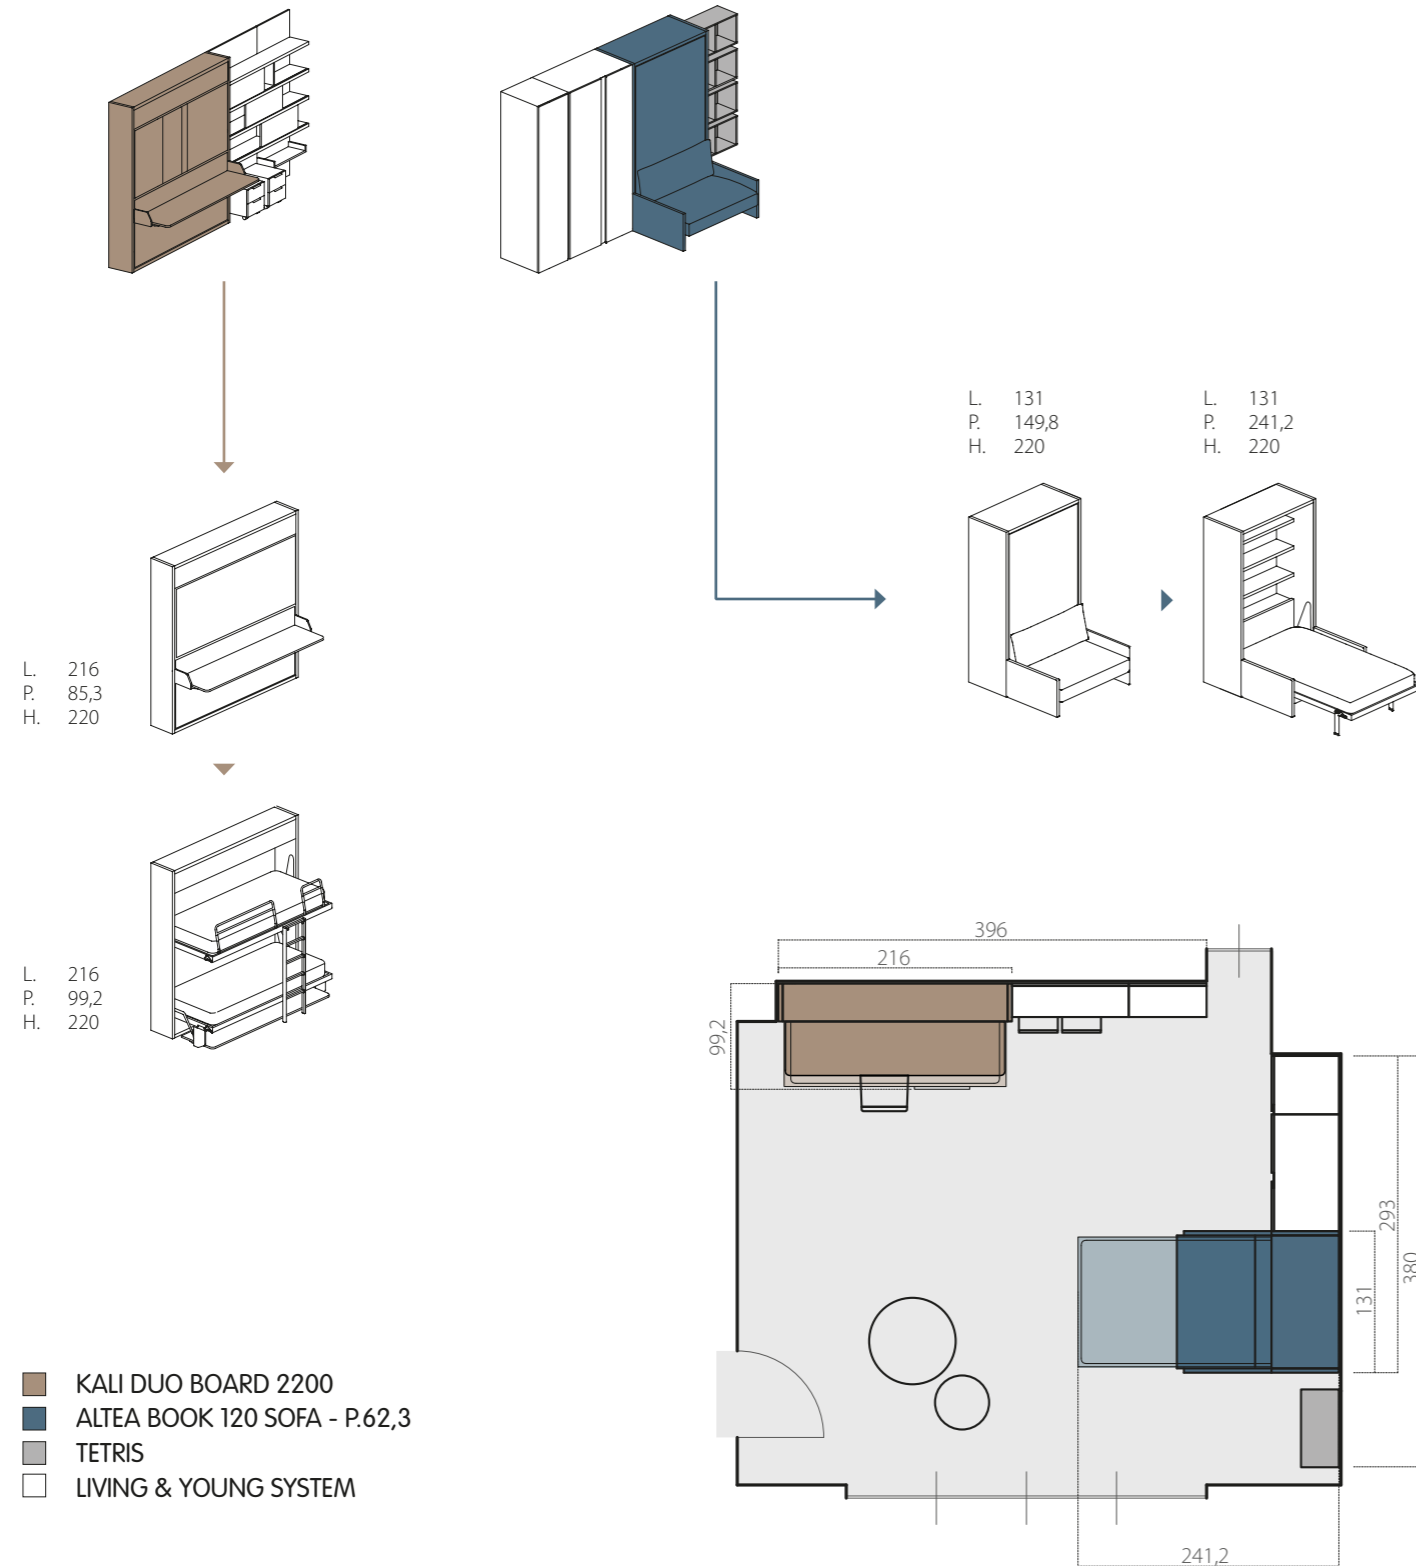 L. 131
P. 149,8
H. 220
L. 131
P. 241,2
H. 220
L. 216
P. 85,3
H. 220
L. 216
P. 99,2
H. 220
396
216
99,2
293
380
131
241,2
KALI DUO BOARD 2200
ALTEA BOOK 120 SOFA - P.62,3
TETRIS
LIVING & YOUNG SYSTEM